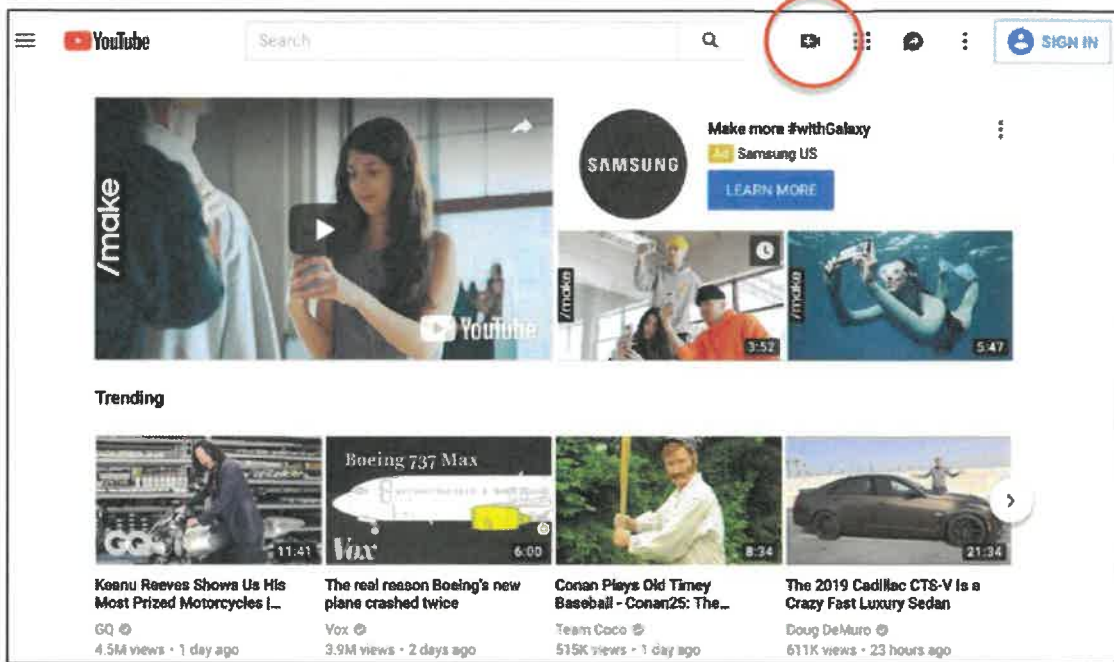 YouTube
Search
SIGN IN
/make
YouTube
SAMSUNG
Make more #withGalaxy
Ad Samsung US
LEARN MORE
/make
3:52
/make
5:47
Trending
GQ
11:41
Boeing 737 Max
Vox
6:00
8:34
21:34
Keanu Reeves Shows Us His
Most Prized Motorcycles |...
GQ
4.5M views • 1 day ago
The real reason Boeing's new
plane crashed twice
Vox
3.9M views • 2 days ago
Conan Plays Old Timey
Baseball - Conan25: The...
Team Coco
515K views • 1 day ago
The 2019 Cadillac CTS-V Is a
Crazy Fast Luxury Sedan
Doug DeMuro
611K views • 23 hours ago